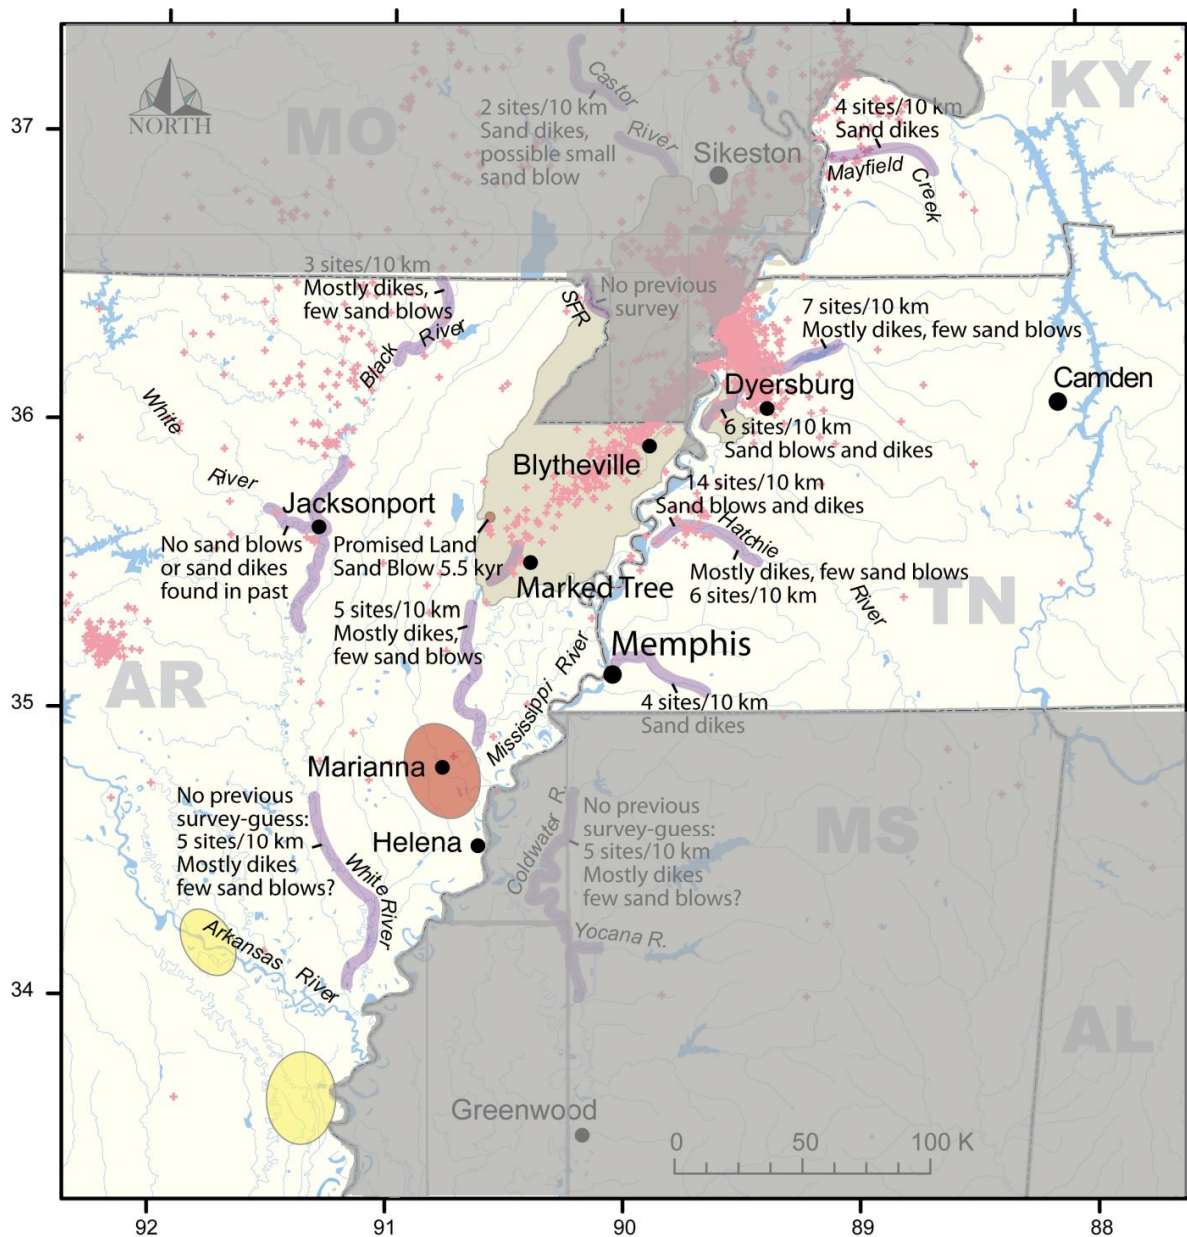 37
36
35
34
92
91
90
89
88
NORTH
MO
KY
AR
TN
MS
AL
Castor
River
2 sites/10 km
Sand dikes,
possible small
sand blow
Sikeston
4 sites/10 km
Sand dikes
Mayfield
Creek
3 sites/10 km
Mostly dikes,
few sand blows
Black
River
SFR
No previous
survey
7 sites/10 km
Mostly dikes, few sand blows
Dyersburg
Camden
6 sites/10 km
Sand blows and dikes
White
River
Blytheville
14 sites/10 km
Sand blows and dikes
Jacksonport
No sand blows
or sand dikes
found in past
Promised Land
Sand Blow 5.5 kyr
Marked Tree
Hatchie
River
Mostly dikes, few sand blows
6 sites/10 km
5 sites/10 km
Mostly dikes,
few sand blows
Memphis
Mississippi River
4 sites/10 km
Sand dikes
Marianna
Helena
No previous
survey-guess:
5 sites/10 km
Mostly dikes
few sand blows?
White River
Coldwater R.
No previous
survey-guess:
5 sites/10 km
Mostly dikes
few sand blows?
Yocana R.
Arkansas River
Greenwood
0 50 100 K